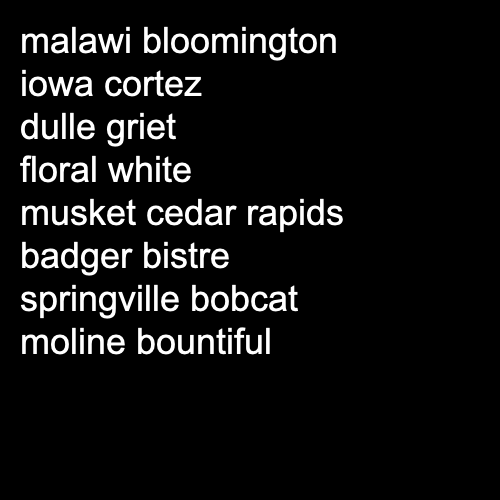 malawi bloomington
iowa cortez
dulle griet
floral white
musket cedar rapids
badger bistre
springville bobcat
moline bountiful